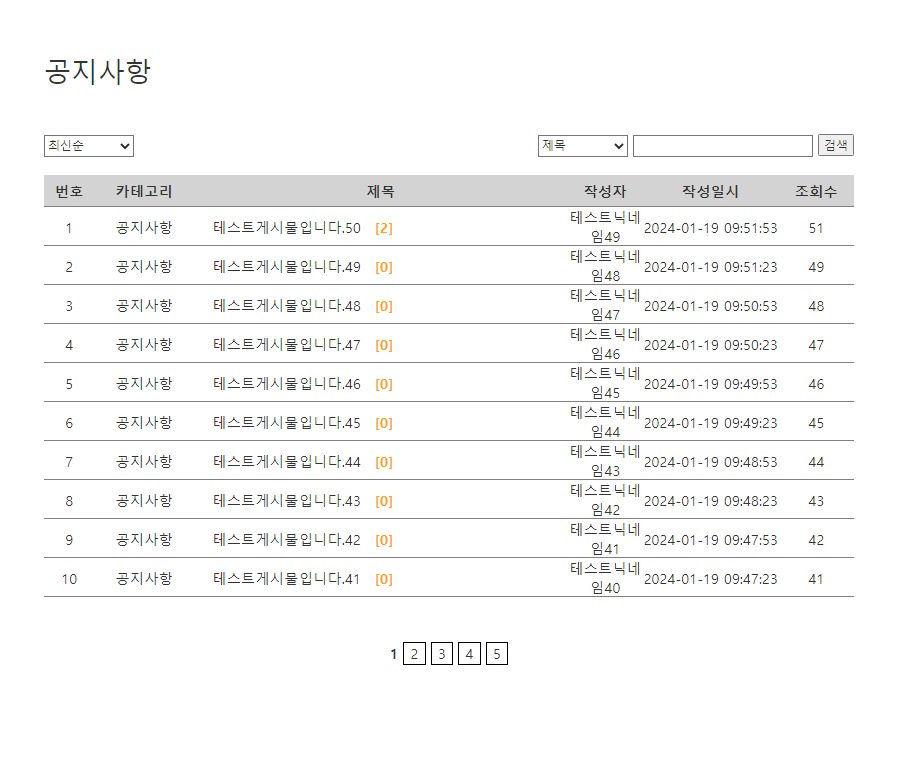 공지사항
최신순 제목 검색
번호 카테고리 제목 작성자 작성일시 조회수
1 공지사항 테스트게시물입니다.50 [2] 테스트닉네임49 2024-01-19 09:51:53 51
2 공지사항 테스트게시물입니다.49 [0] 테스트닉네임48 2024-01-19 09:51:23 49
3 공지사항 테스트게시물입니다.48 [0] 테스트닉네임47 2024-01-19 09:50:53 48
4 공지사항 테스트게시물입니다.47 [0] 테스트닉네임46 2024-01-19 09:50:23 47
5 공지사항 테스트게시물입니다.46 [0] 테스트닉네임45 2024-01-19 09:49:53 46
6 공지사항 테스트게시물입니다.45 [0] 테스트닉네임44 2024-01-19 09:49:23 45
7 공지사항 테스트게시물입니다.44 [0] 테스트닉네임43 2024-01-19 09:48:53 44
8 공지사항 테스트게시물입니다.43 [0] 테스트닉네임42 2024-01-19 09:48:23 43
9 공지사항 테스트게시물입니다.42 [0] 테스트닉네임41 2024-01-19 09:47:53 42
10 공지사항 테스트게시물입니다.41 [0] 테스트닉네임40 2024-01-19 09:47:23 41
1 2 3 4 5